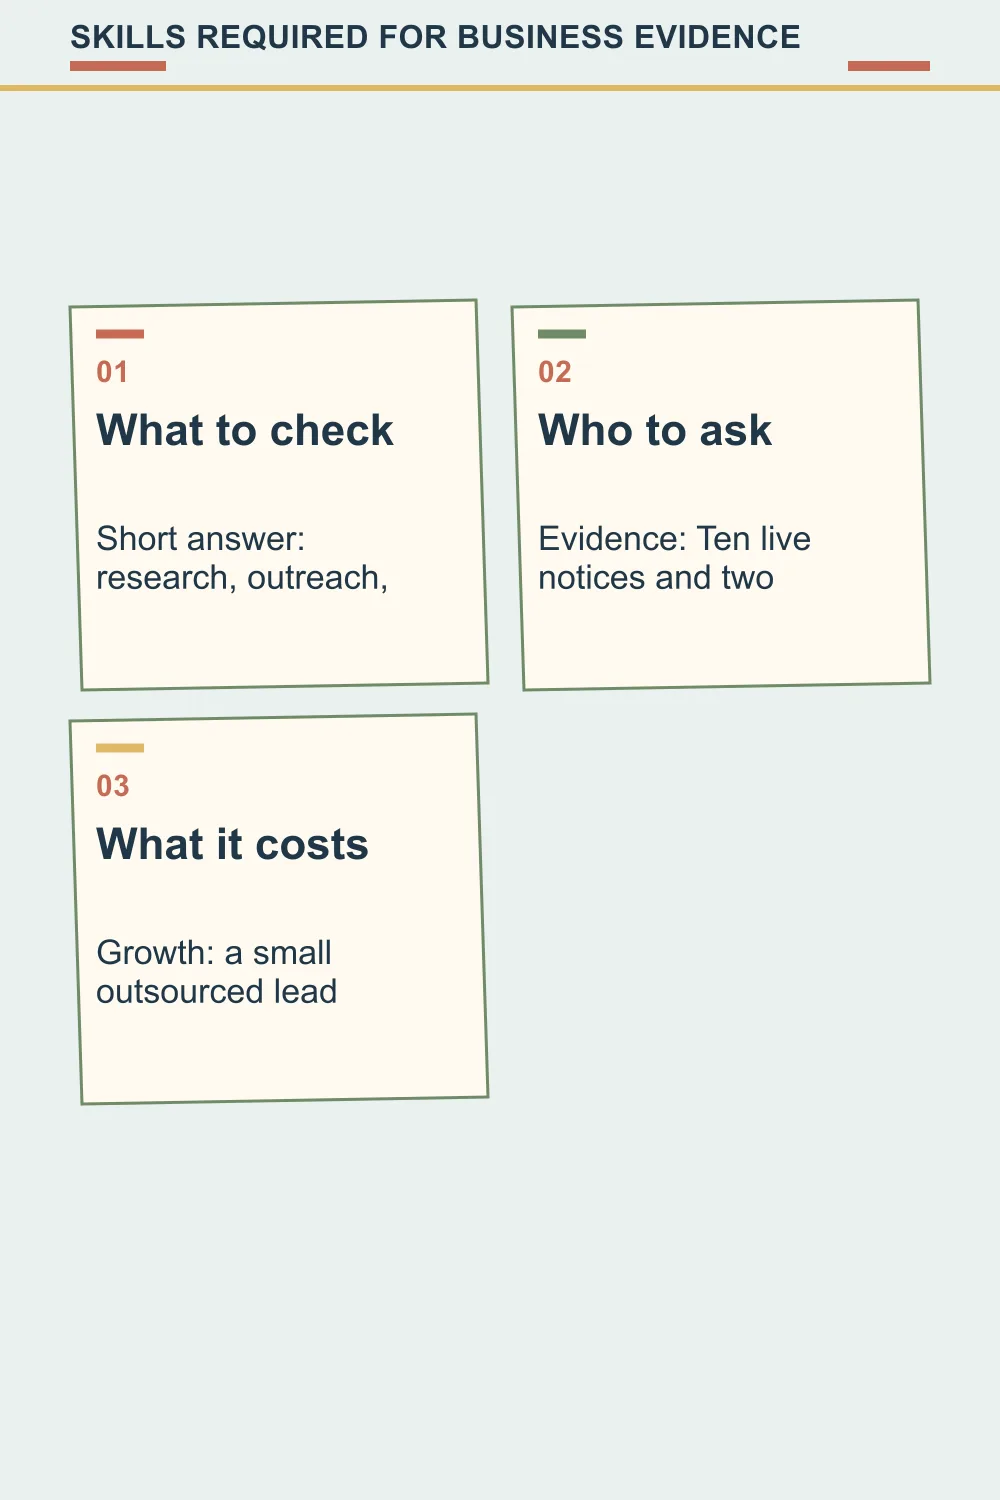 SKILLS REQUIRED FOR BUSINESS EVIDENCE
01
What to check
Short answer:
research, outreach,
02
Who to ask
Evidence: Ten live
notices and two
03
What it costs
Growth: a small
outsourced lead